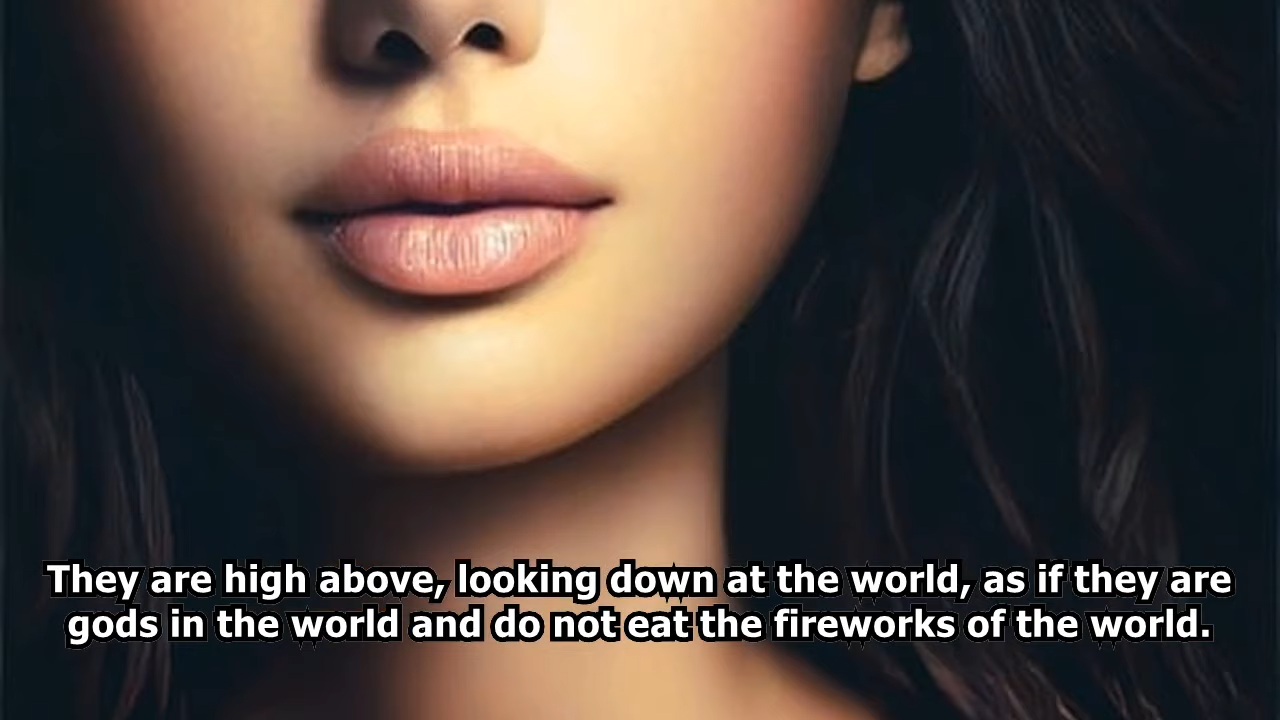 They are high above, looking down at the world, as if they are
gods in the world and do not eat the fireworks of the world.